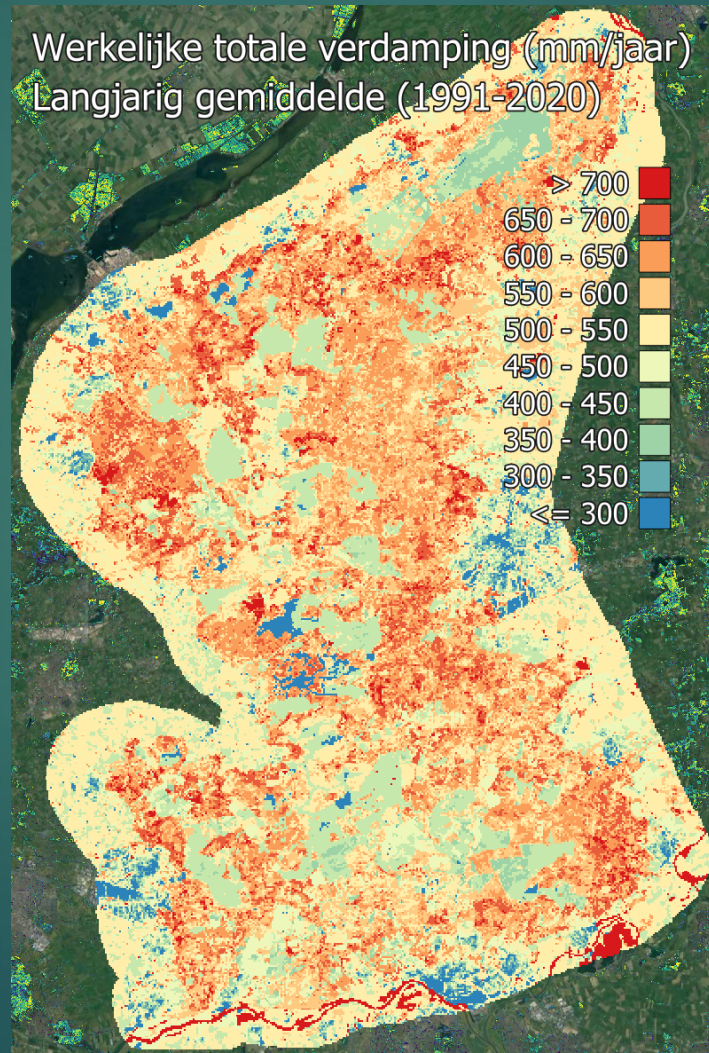 Werkelijke totale verdamping (mm/jaar)
Langjarig gemiddelde (1991-2020)
> 700
650 - 700
600 - 650
550 - 600
500 - 550
450 - 500
400 - 450
350 - 400
300 - 350
<= 300